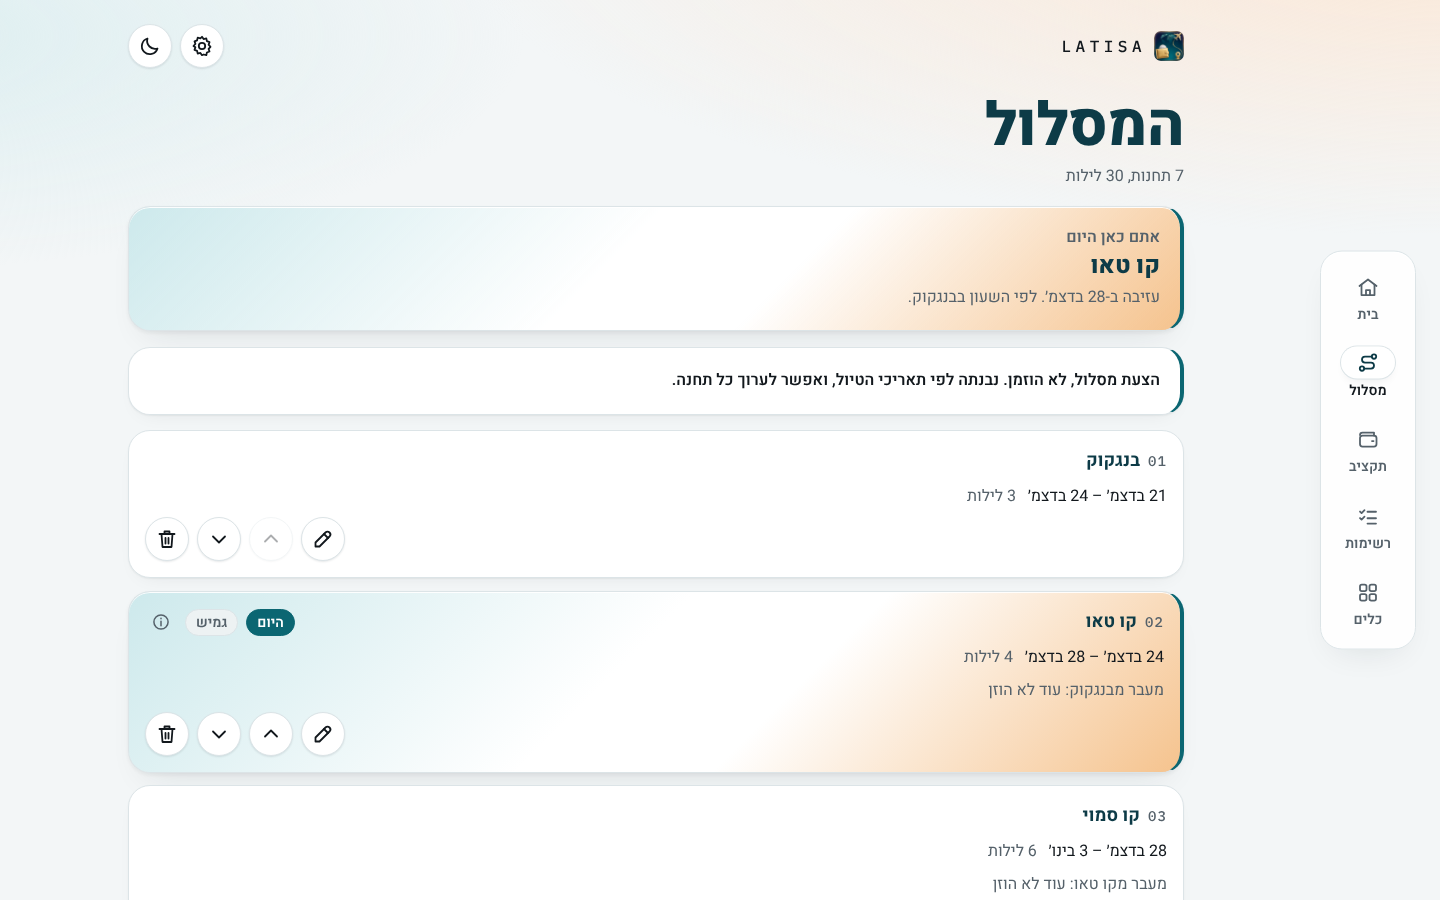 LATISA
המסלול
7 תחנות, 30 לילות
אתם כאן היום
קו טאו
עזיבה ב-28 בדצמ׳. לפי השעון בבנגקוק.
הצעת מסלול, לא הוזמן. נבנתה לפי תאריכי הטיול, ואפשר לערוך כל תחנה.
01 בנגקוק
21 בדצמ׳ – 24 בדצמ׳ 3 לילות
02 קו טאו
היום
גמיש
24 בדצמ׳ – 28 בדצמ׳ 4 לילות
מעבר מבנגקוק: עוד לא הוזן
03 קו סמוי
28 בדצמ׳ – 3 בינו׳ 6 לילות
מעבר מקו טאו: עוד לא הוזן
בית
מסלול
תקציב
רשימות
כלים